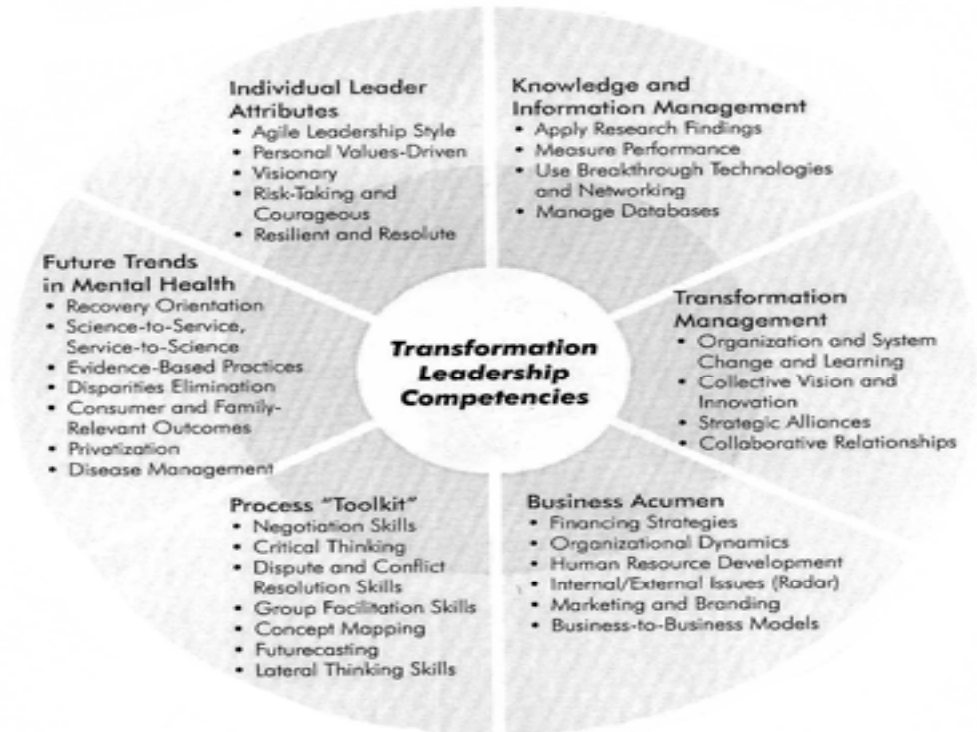 Individual Leader
Attributes
• Agile Leadership Style
• Personal Values-Driven
• Visionary
• Risk-Taking and
Courageous
• Resilient and Resolute
Knowledge and
Information Management
• Apply Research Findings
• Measure Performance
• Use Breakthrough Technologies
and Networking
• Manage Databases
Transformation
Management
• Organization and System
Change and Learning
• Collective Vision and
Innovation
• Strategic Alliances
• Collaborative Relationships
Business Acumen
• Financing Strategies
• Organizational Dynamics
• Human Resource Development
• Internal/External Issues (Radar)
• Marketing and Branding
• Business-to-Business Models
Process "Toolkit"
• Negotiation Skills
• Critical Thinking
• Dispute and Conflict
Resolution Skills
• Group Facilitation Skills
• Concept Mapping
• Futurecasting
• Lateral Thinking Skills
Future Trends
in Mental Health
• Recovery Orientation
• Science-to-Service,
Service-to-Science
• Evidence-Based Practices
• Disparities Elimination
• Consumer and Family-
Relevant Outcomes
• Privatization
• Disease Management
Transformation
Leadership
Competencies